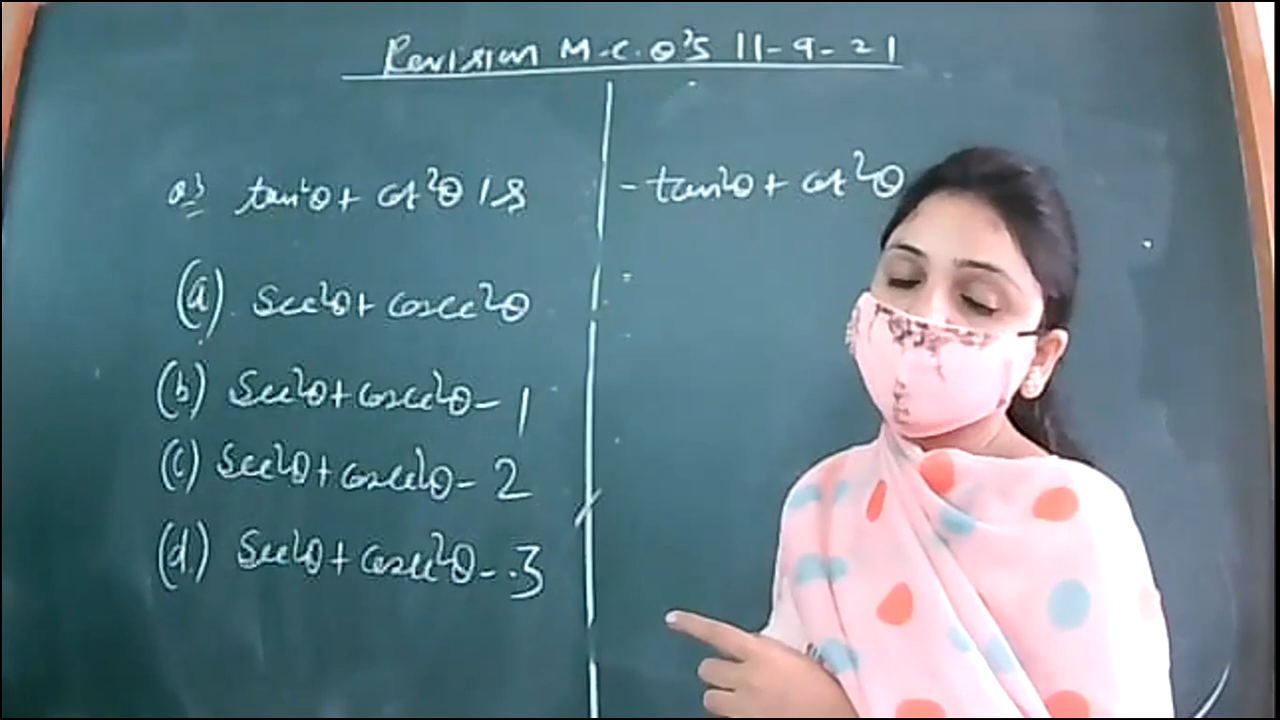 Revision M.C.Q's 11-9-21
Q) tan²θ + cot²θ is
(a) sec²θ + cosec²θ
(b) sec²θ + cosec²θ - 1
(c) sec²θ + cosec²θ - 2
(d) sec²θ + cosec²θ - 3
- tan²θ + cot²θ